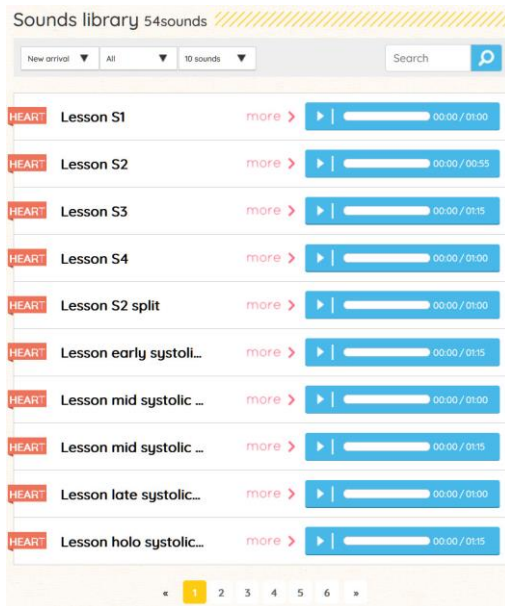 Sounds library 54sounds
New arrival ▼ All ▼ 10 sounds ▼ Search
HEART Lesson S1 more > 00:00 / 01:00
HEART Lesson S2 more > 00:00 / 00:55
HEART Lesson S3 more > 00:00 / 01:15
HEART Lesson S4 more > 00:00 / 01:00
HEART Lesson S2 split more > 00:00 / 01:00
HEART Lesson early systoli... more > 00:00 / 01:15
HEART Lesson mid systolic ... more > 00:00 / 01:00
HEART Lesson mid systolic ... more > 00:00 / 01:15
HEART Lesson late systolic... more > 00:00 / 01:00
HEART Lesson holo systolic... more > 00:00 / 01:15
« 1 2 3 4 5 6 »